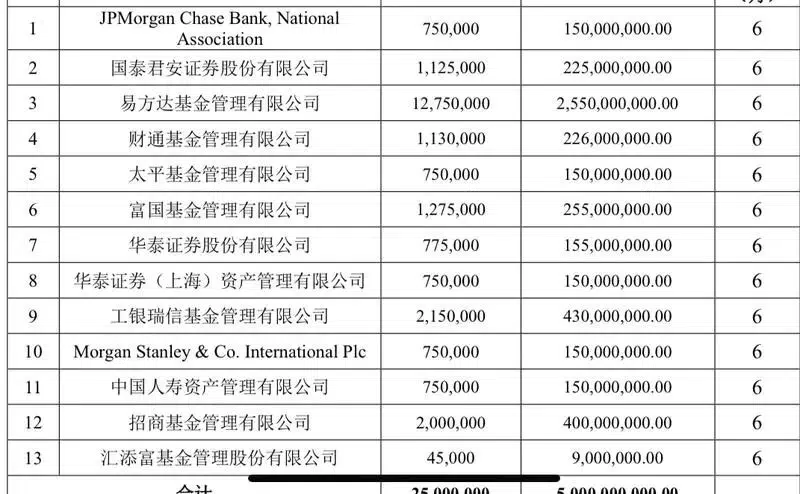 1 JPMorgan Chase Bank, National Association 750,000 150,000,000.00 6
2 国泰君安证券股份有限公司 1,125,000 225,000,000.00 6
3 易方达基金管理有限公司 12,750,000 2,550,000,000.00 6
4 财通基金管理有限公司 1,130,000 226,000,000.00 6
5 太平基金管理有限公司 750,000 150,000,000.00 6
6 富国基金管理有限公司 1,275,000 255,000,000.00 6
7 华泰证券股份有限公司 775,000 155,000,000.00 6
8 华泰证券（上海）资产管理有限公司 750,000 150,000,000.00 6
9 工银瑞信基金管理有限公司 2,150,000 430,000,000.00 6
10 Morgan Stanley & Co. International Plc 750,000 150,000,000.00 6
11 中国人寿资产管理有限公司 750,000 150,000,000.00 6
12 招商基金管理有限公司 2,000,000 400,000,000.00 6
13 汇添富基金管理股份有限公司 45,000 9,000,000.00 6
合计 25,000,000 5,000,000,000.00